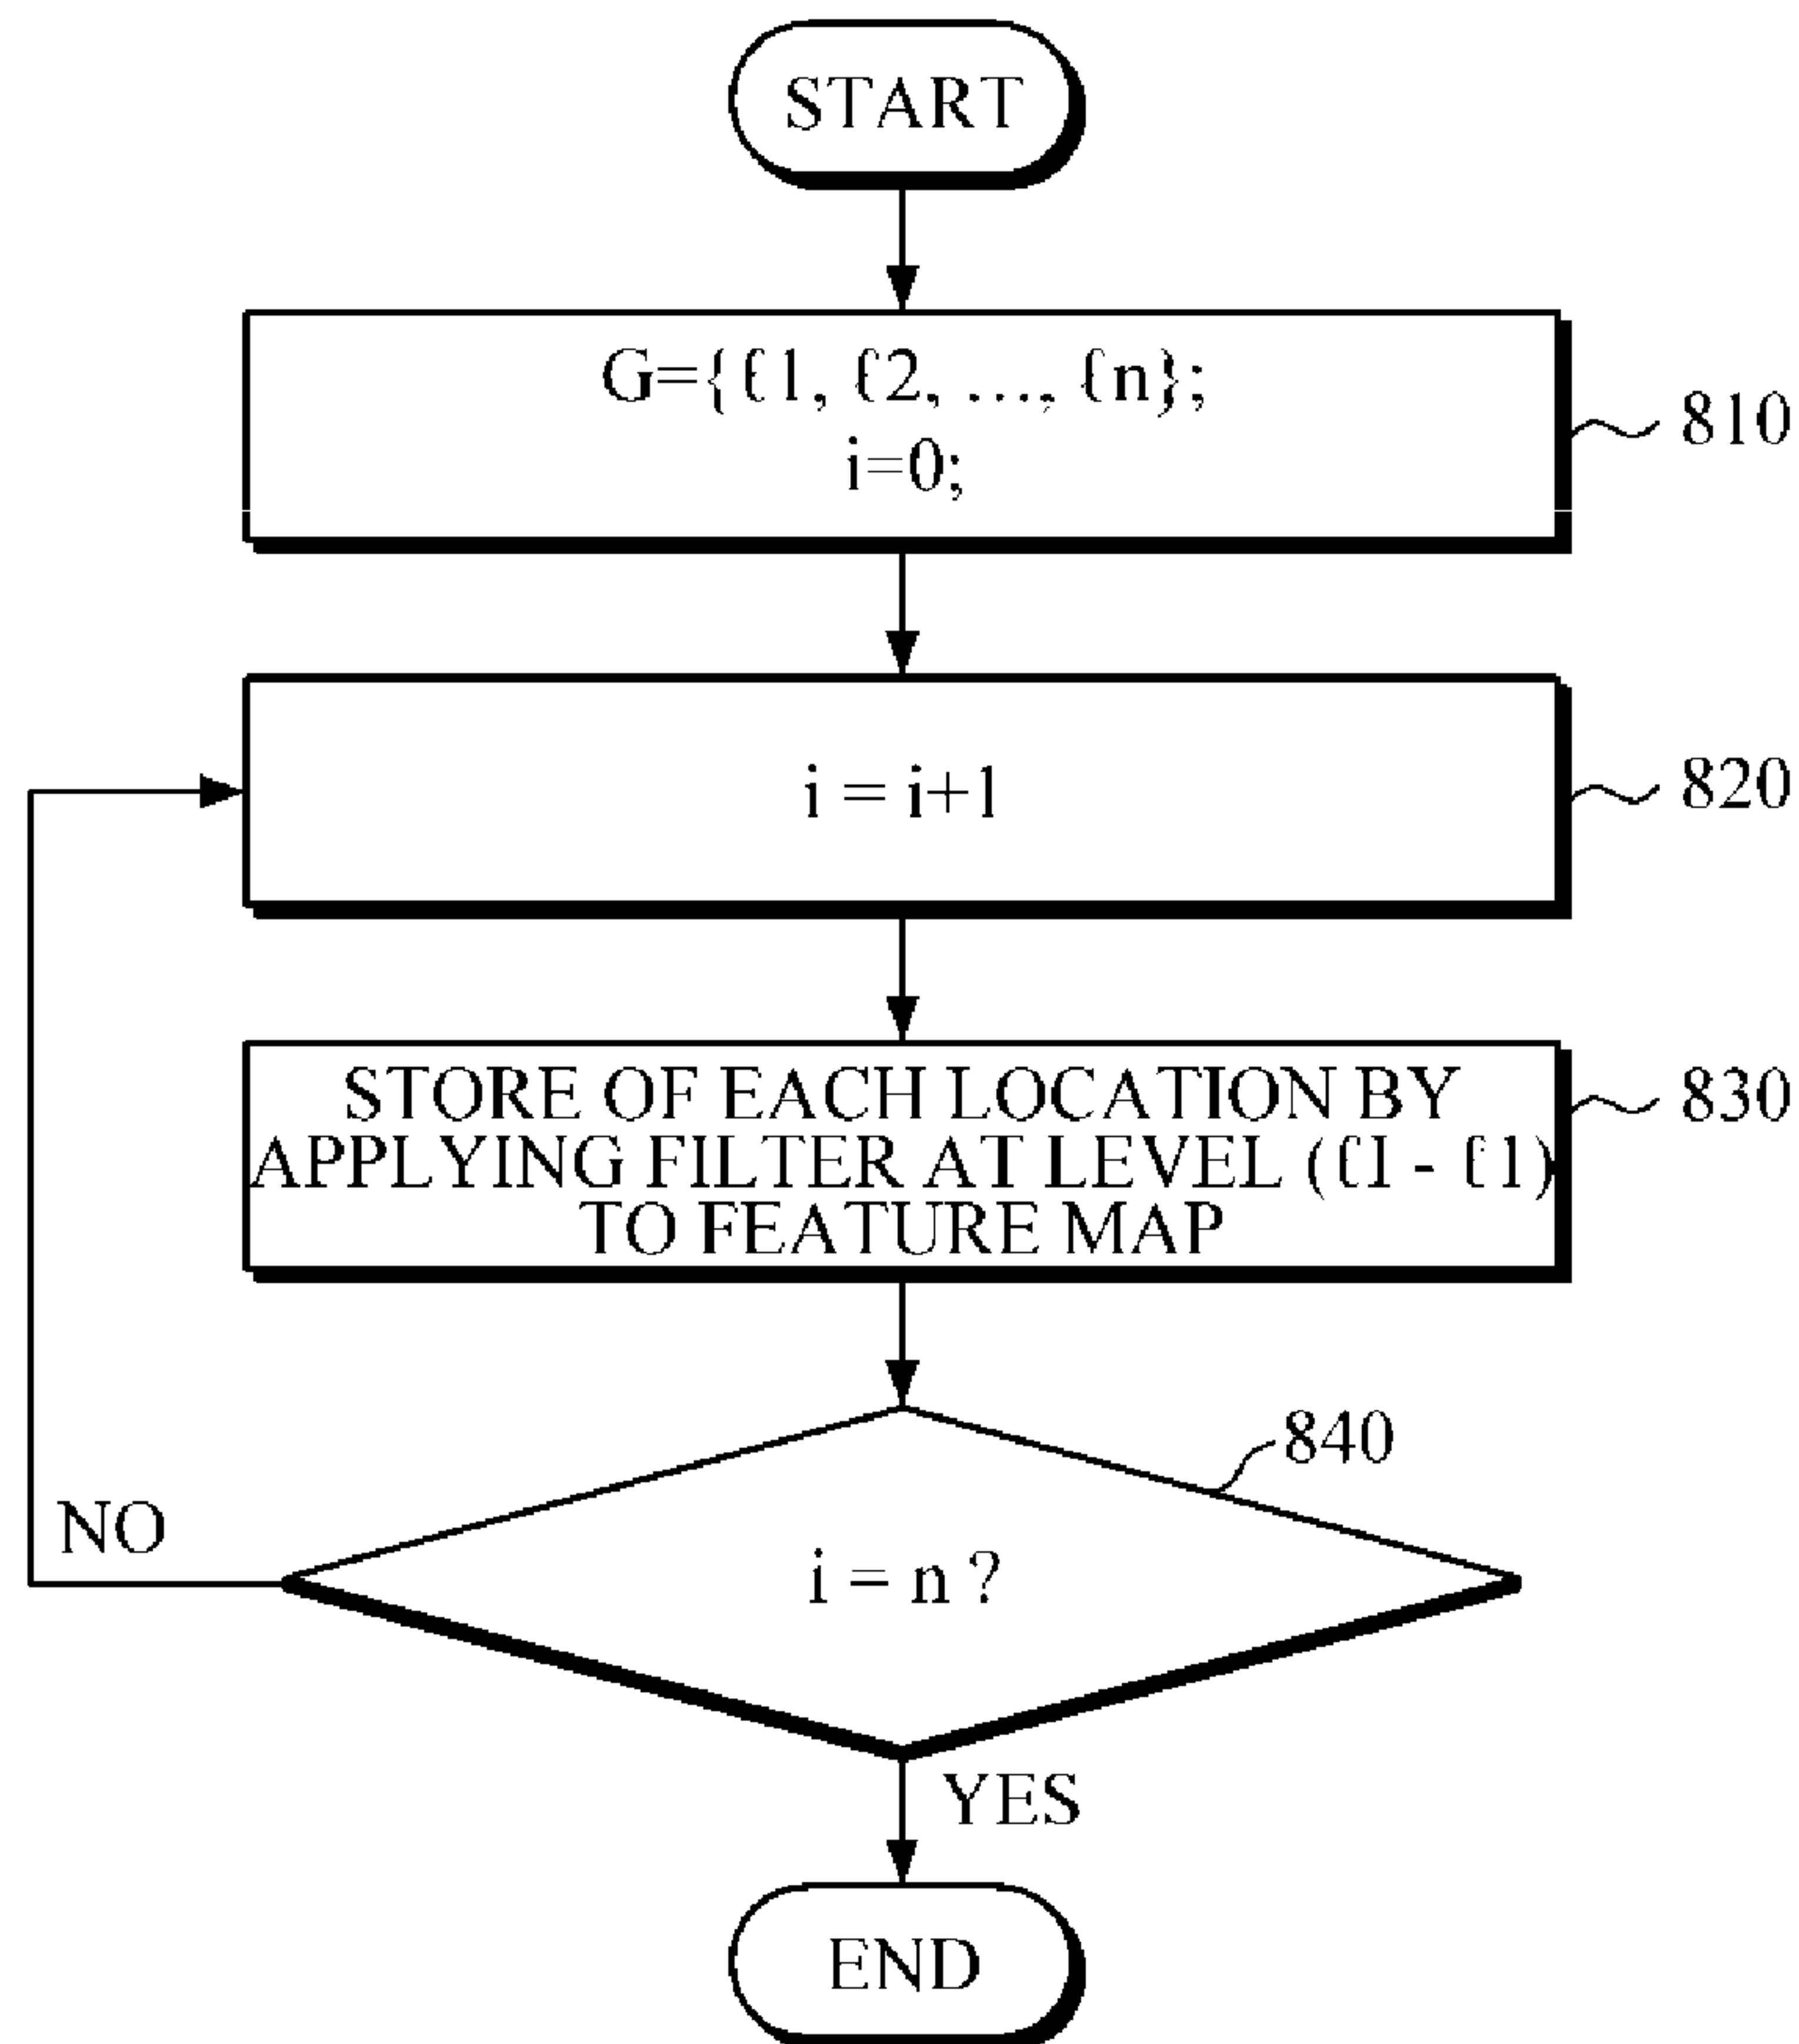 START
G={ℓ1, ℓ2, ..., ℓn};
i=0;
810
i = i+1
820
STORE OF EACH LOCATION BY
APPLYING FILTER AT LEVEL (ℓI - ℓ1)
TO FEATURE MAP
830
840
i = n ?
NO
YES
END